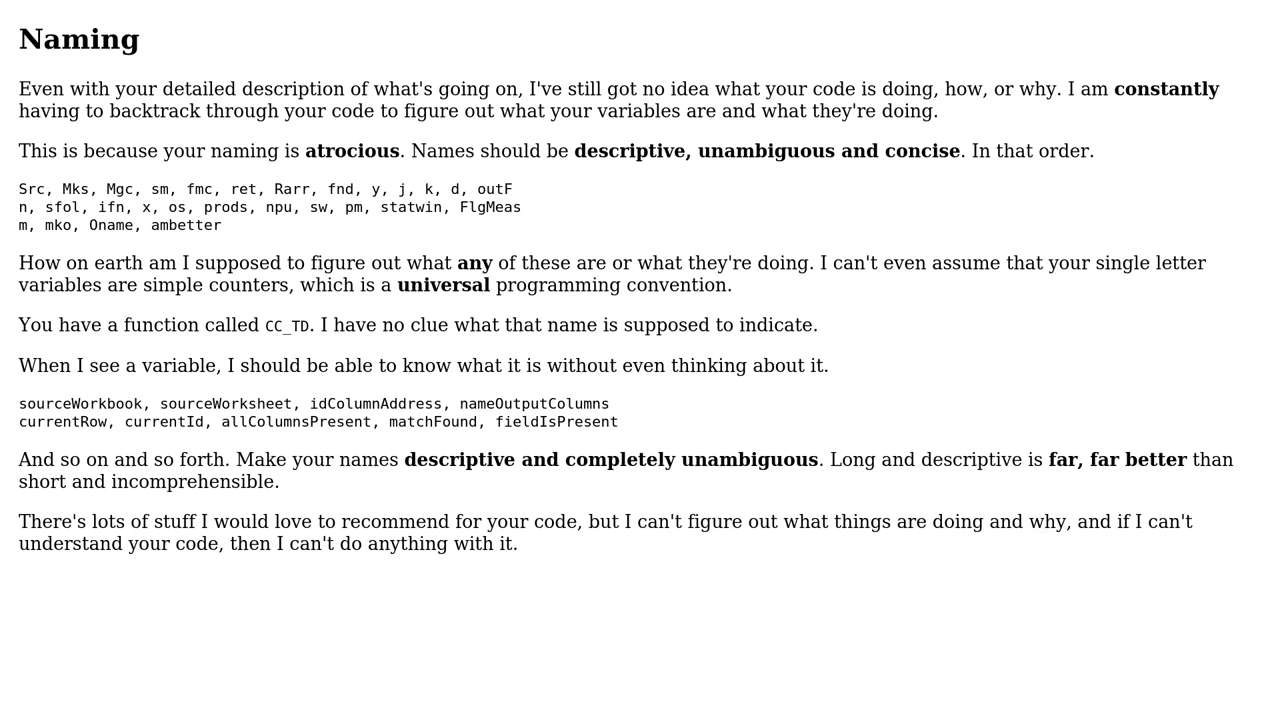 Naming
Even with your detailed description of what's going on, I've still got no idea what your code is doing, how, or why. I am constantly
having to backtrack through your code to figure out what your variables are and what they're doing.
This is because your naming is atrocious. Names should be descriptive, unambiguous and concise. In that order.
Src, Mks, Mgc, sm, fmc, ret, Rarr, fnd, y, j, k, d, outF
n, sfol, ifn, x, os, prods, npu, sw, pm, statwin, FlgMeas
m, mko, Oname, ambetter
How on earth am I supposed to figure out what any of these are or what they're doing. I can't even assume that your single letter
variables are simple counters, which is a universal programming convention.
You have a function called CC_TD. I have no clue what that name is supposed to indicate.
When I see a variable, I should be able to know what it is without even thinking about it.
sourceWorkbook, sourceWorksheet, idColumnAddress, nameOutputColumns
currentRow, currentId, allColumnsPresent, matchFound, fieldIsPresent
And so on and so forth. Make your names descriptive and completely unambiguous. Long and descriptive is far, far better than
short and incomprehensible.
There's lots of stuff I would love to recommend for your code, but I can't figure out what things are doing and why, and if I can't
understand your code, then I can't do anything with it.